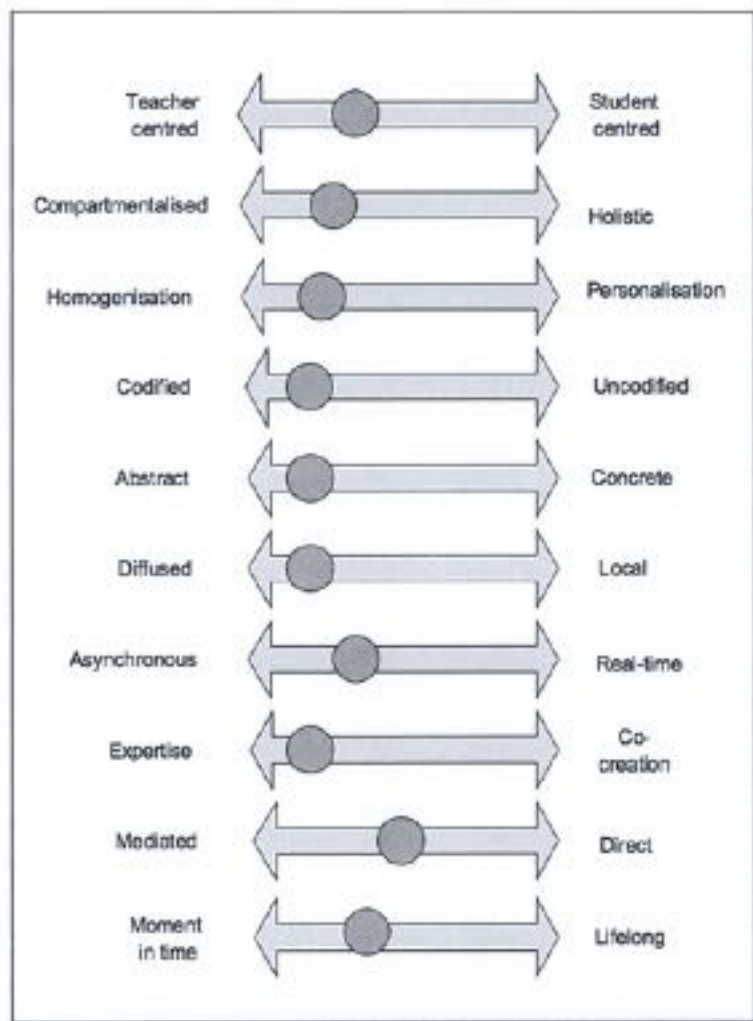 Teacher
centred
Student
centred
Compartmentalised
Holistic
Homogenisation
Personalisation
Codified
Uncodified
Abstract
Concrete
Diffused
Local
Asynchronous
Real-time
Expertise
Co-
creation
Mediated
Direct
Moment
in time
Lifelong